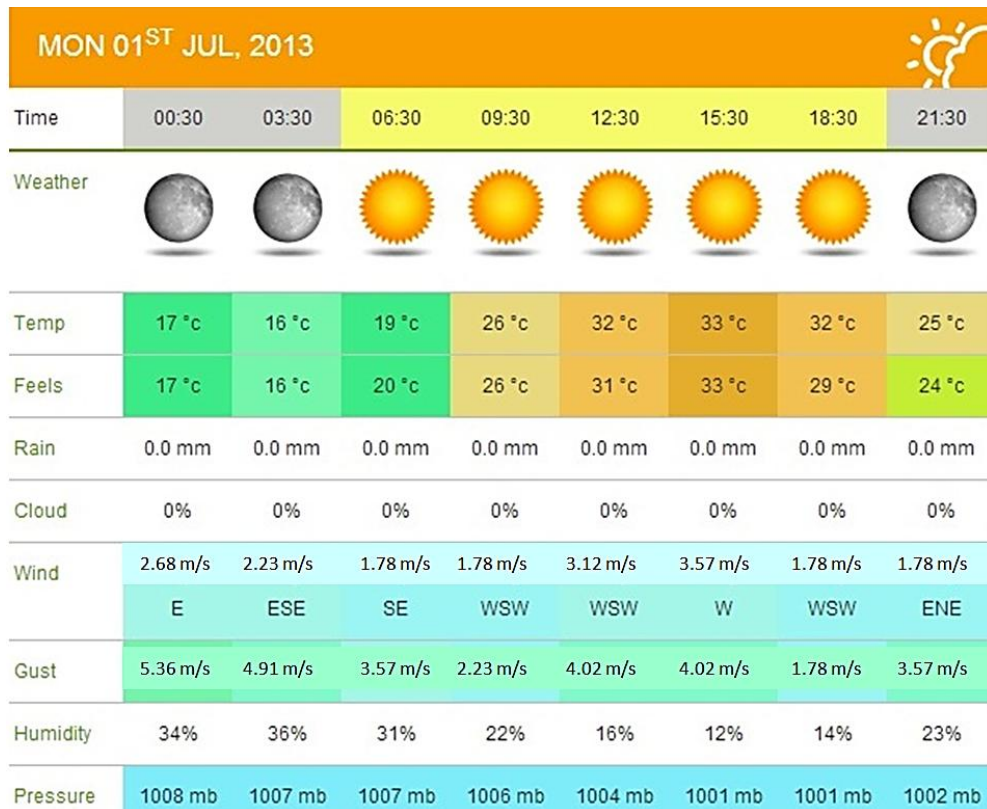 MON 01ST JUL, 2013
Time 00:30 03:30 06:30 09:30 12:30 15:30 18:30 21:30
Weather
Temp 17 °c 16 °c 19 °c 26 °c 32 °c 33 °c 32 °c 25 °c
Feels 17 °c 16 °c 20 °c 26 °c 31 °c 33 °c 29 °c 24 °c
Rain 0.0 mm 0.0 mm 0.0 mm 0.0 mm 0.0 mm 0.0 mm 0.0 mm 0.0 mm
Cloud 0% 0% 0% 0% 0% 0% 0% 0%
Wind 2.68 m/s 2.23 m/s 1.78 m/s 1.78 m/s 3.12 m/s 3.57 m/s 1.78 m/s 1.78 m/s
E ESE SE WSW WSW W WSW ENE
Gust 5.36 m/s 4.91 m/s 3.57 m/s 2.23 m/s 4.02 m/s 4.02 m/s 1.78 m/s 3.57 m/s
Humidity 34% 36% 31% 22% 16% 12% 14% 23%
Pressure 1008 mb 1007 mb 1007 mb 1006 mb 1004 mb 1001 mb 1001 mb 1002 mb